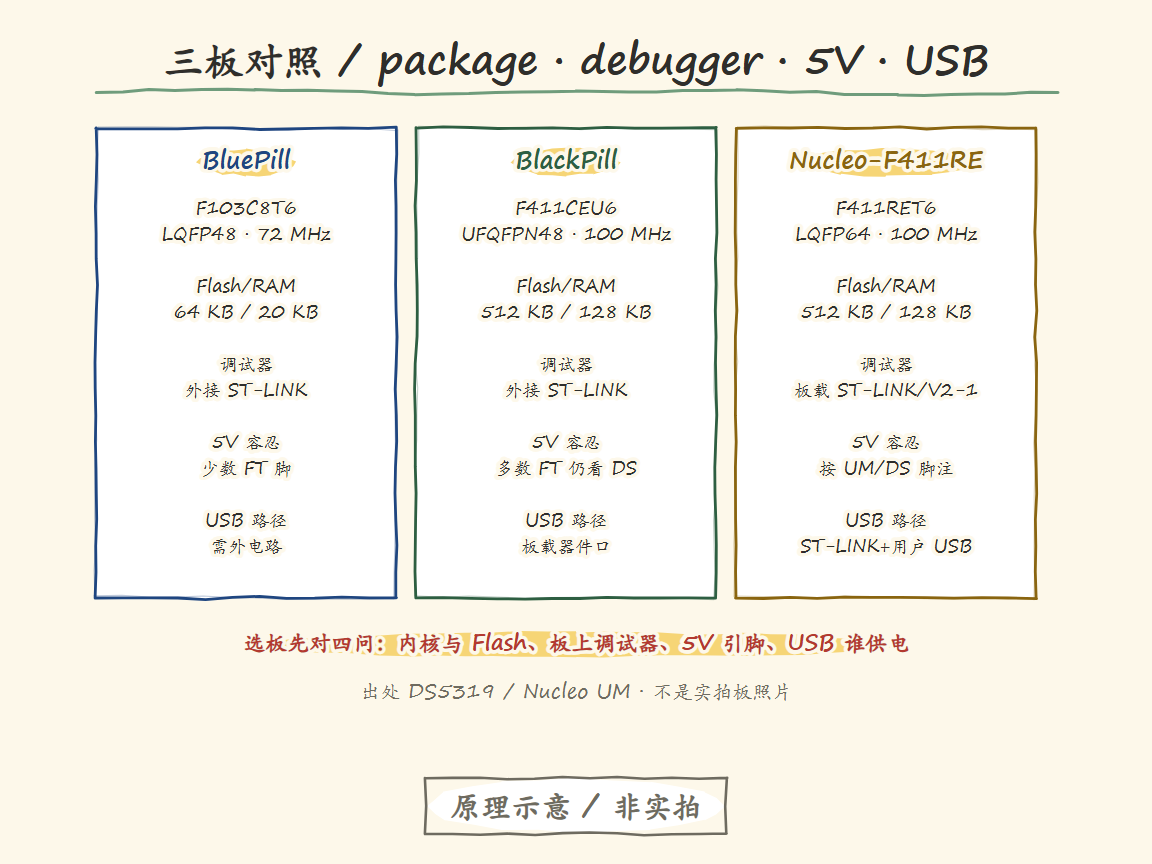 三板对照 / package · debugger · 5V · USB
BluePill
F103C8T6
LQFP48 · 72 MHz
Flash/RAM
64 KB / 20 KB
调试器
外接 ST-LINK
5V 容忍
少数 FT 脚
USB 路径
需外电路
BlackPill
F411CEU6
UFQFPN48 · 100 MHz
Flash/RAM
512 KB / 128 KB
调试器
外接 ST-LINK
5V 容忍
多数 FT 仍看 DS
USB 路径
板载器件口
Nucleo-F411RE
F411RET6
LQFP64 · 100 MHz
Flash/RAM
512 KB / 128 KB
调试器
板载 ST-LINK/V2-1
5V 容忍
按 UM/DS 脚注
USB 路径
ST-LINK+用户 USB
选板先对四问：内核与 Flash、板上调试器、5V 引脚、USB 谁供电
出处 DS5319 / Nucleo UM · 不是实拍板照片
原理示意 / 非实拍